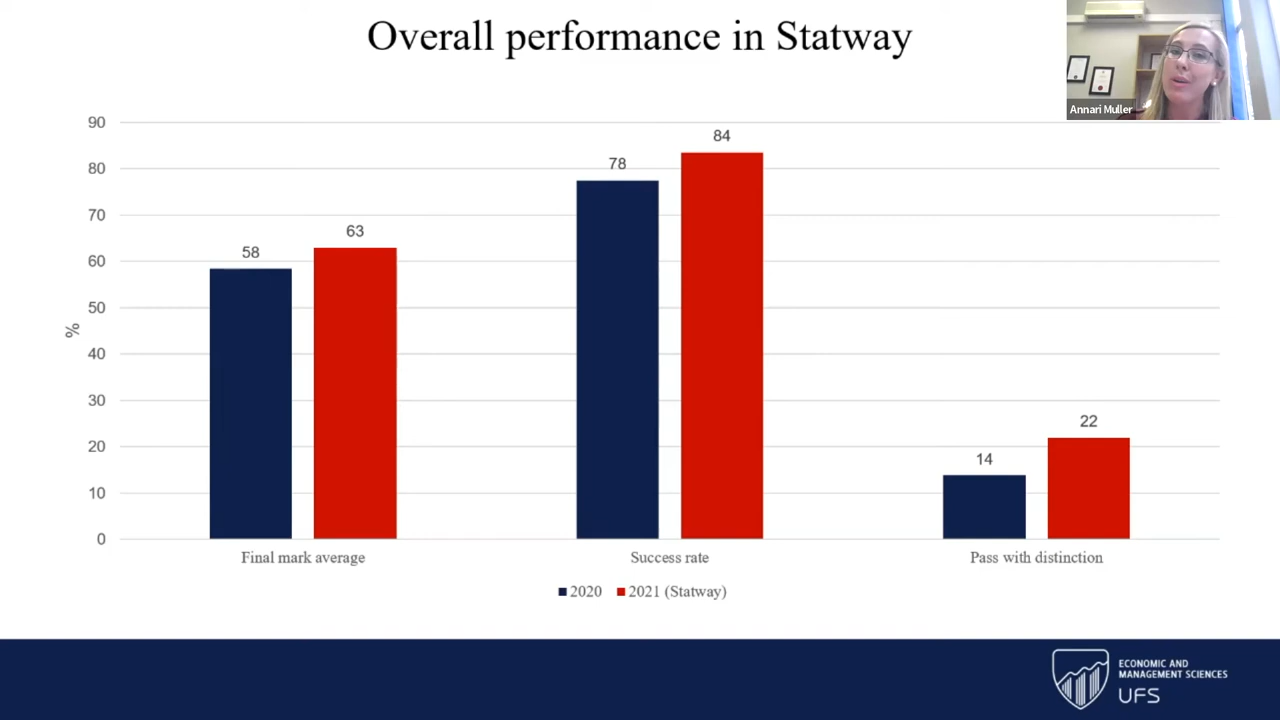 Overall performance in Statway
Annari Muller
90
80
70
60
50
40
30
20
10
0
%
58
63
78
84
14
22
Final mark average
Success rate
Pass with distinction
2020
2021 (Statway)
ECONOMIC AND
MANAGEMENT SCIENCES
UFS